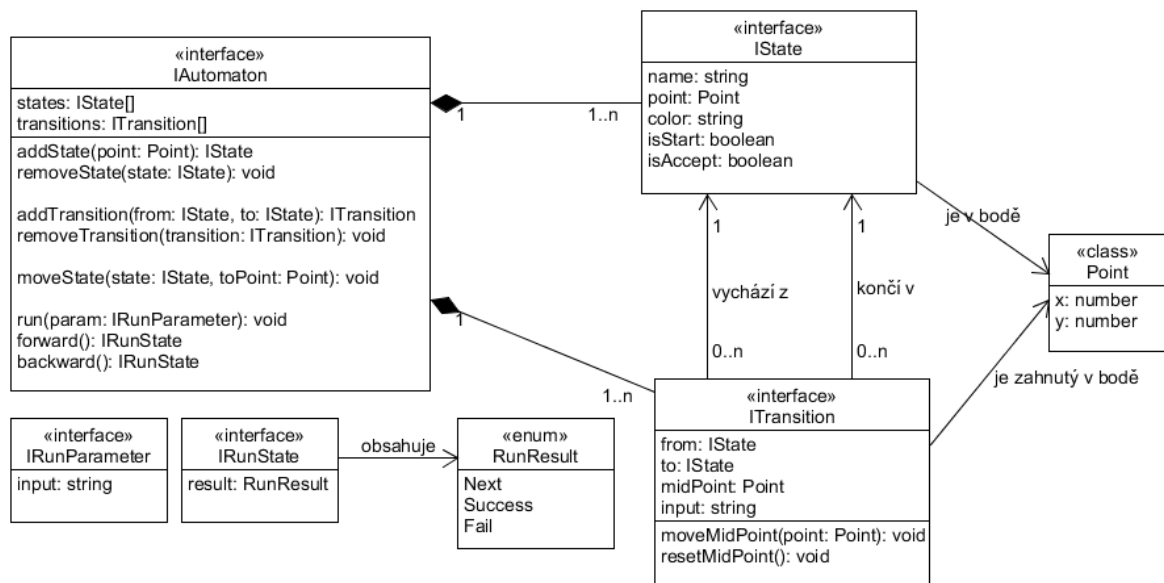 «interface»
IAutomaton
states: IState[]
transitions: ITransition[]
addState(point: Point): IState
removeState(state: IState): void
addTransition(from: IState, to: IState): ITransition
removeTransition(transition: ITransition): void
moveState(state: IState, toPoint: Point): void
run(param: IRunParameter): void
forward(): IRunState
backward(): IRunState
1
1..n
«interface»
IState
name: string
point: Point
color: string
isStart: boolean
isAccept: boolean
je v bodě
«class»
Point
x: number
y: number
1
vychází z
0..n
1
končí v
0..n
1
1..n
je zahnutý v bodě
«interface»
ITransition
from: IState
to: IState
midPoint: Point
input: string
moveMidPoint(point: Point): void
resetMidPoint(): void
«interface»
IRunParameter
input: string
«interface»
IRunState
result: RunResult
obsahuje
«enum»
RunResult
Next
Success
Fail